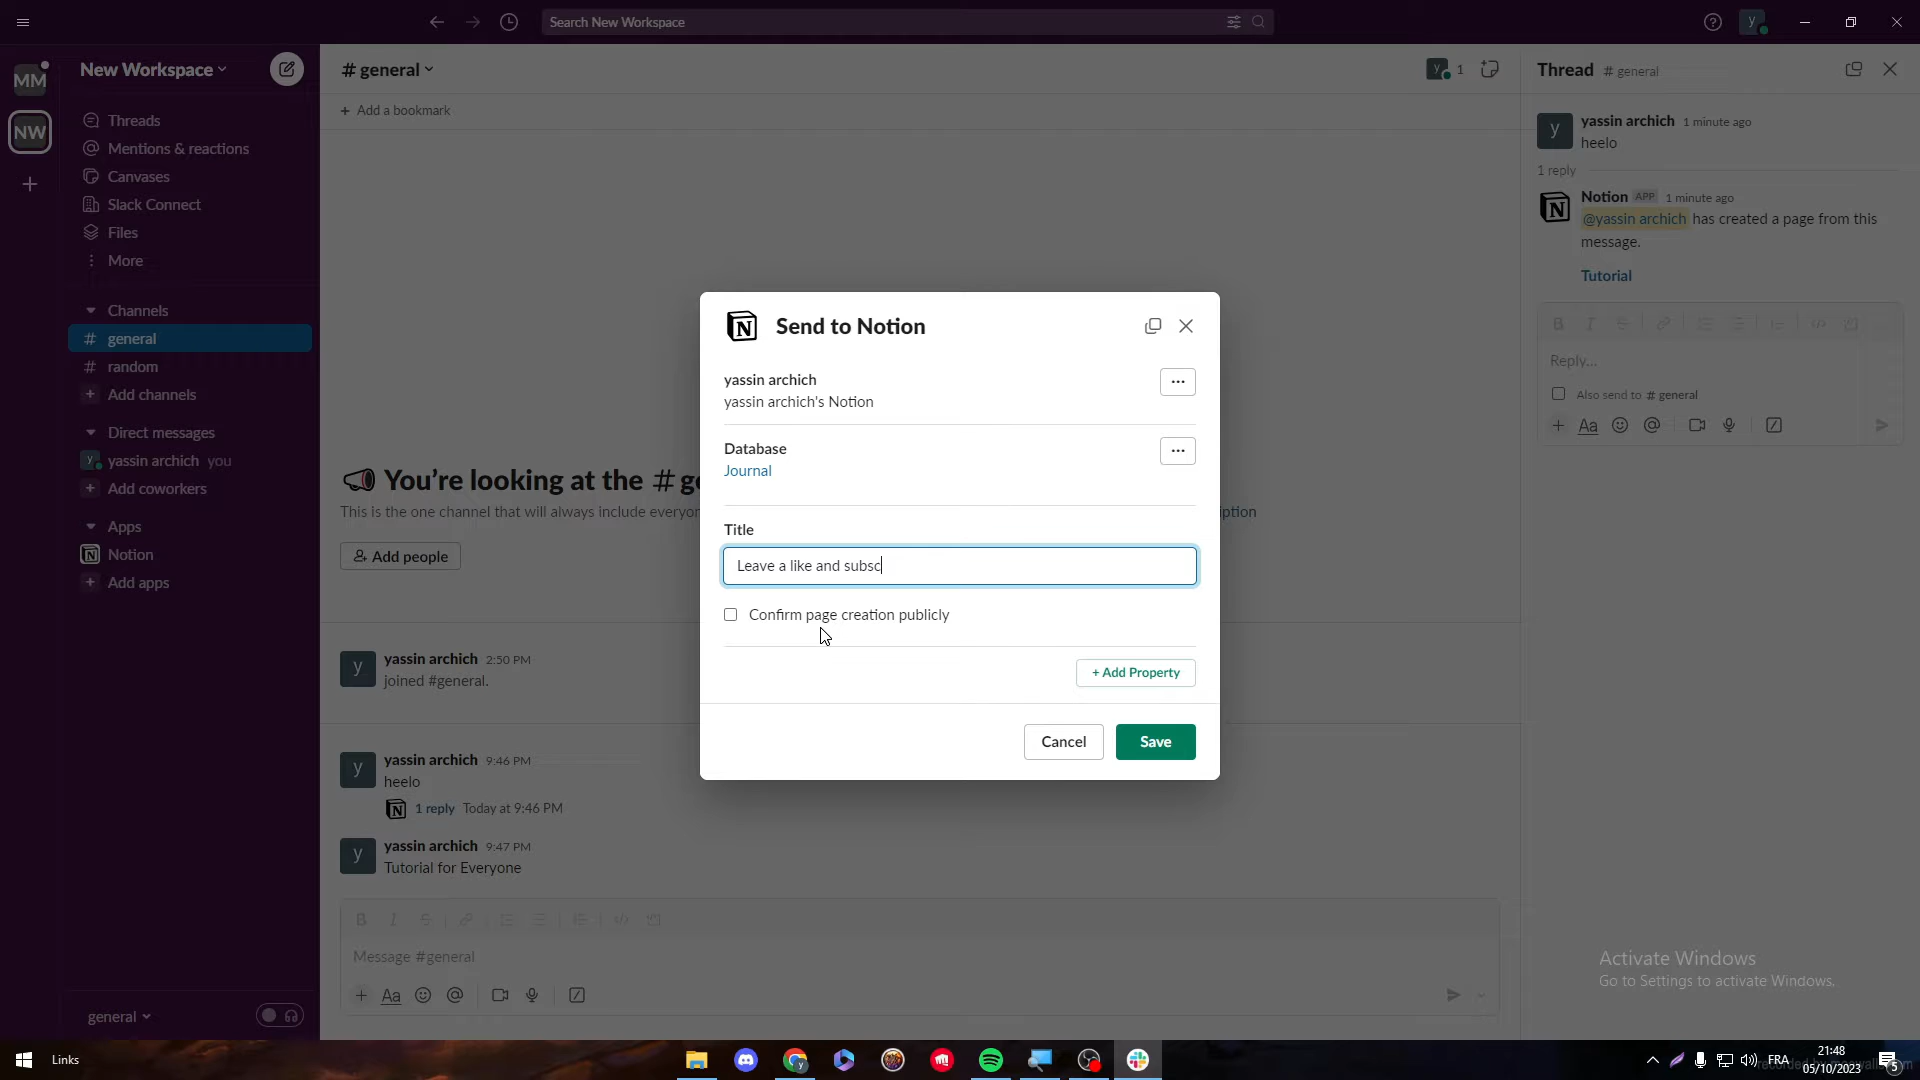 Search New Workspace
y
MM
NW
New Workspace
Threads
Mentions & reactions
Canvases
Slack Connect
Files
More
Channels
# general
# random
+ Add channels
Direct messages
yassin archich you
+ Add coworkers
Apps
Notion
+ Add apps
general
# general
+ Add a bookmark
y 1
You're looking at the # g
This is the one channel that will always include everyo
iption
Add people
y
yassin archich 2:50 PM
joined #general.
y
yassin archich 9:46 PM
heelo
1 reply Today at 9:46 PM
y
yassin archich 9:47 PM
Tutorial for Everyone
Message #general
Send to Notion
yassin archich
yassin archich's Notion
Database
Journal
Title
Leave a like and subsc
Confirm page creation publicly
+ Add Property
Cancel
Save
Thread # general
y
yassin archich 1 minute ago
heelo
1 reply
Notion APP 1 minute ago
@yassin archich has created a page from this
message.
Tutorial
Reply...
Also send to # general
Activate Windows
Go to Settings to activate Windows.
Links
FRA
21:48
05/10/2023
5